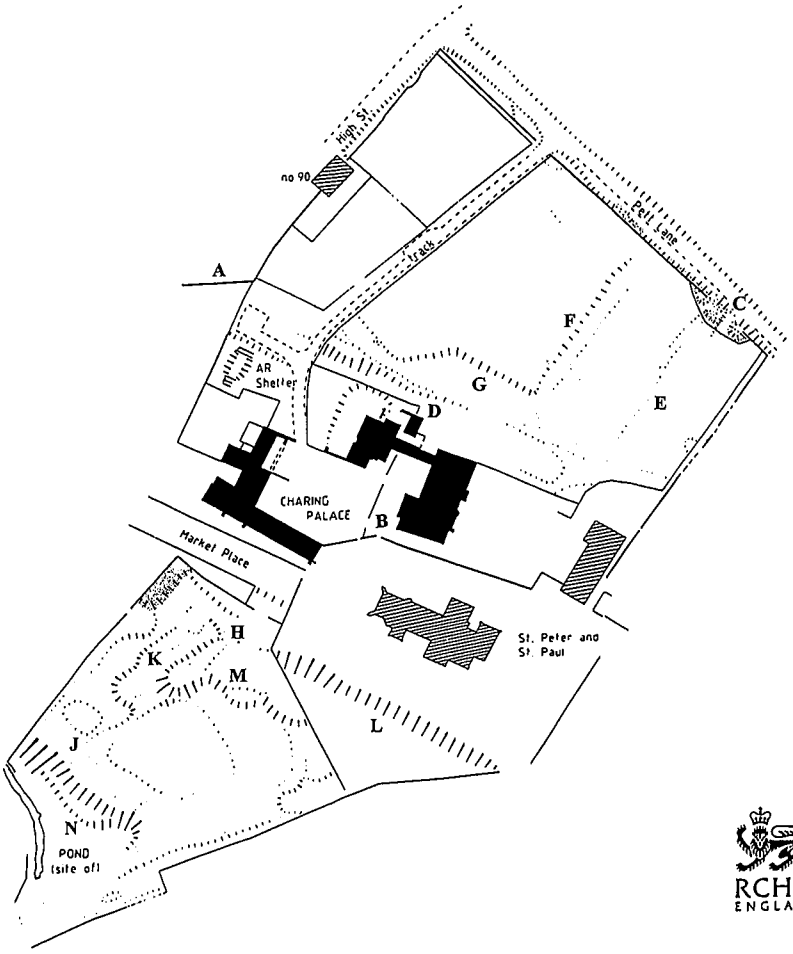 High St.
no 90
Pett Lane
track
A
C
F
AR
Shelter
G
E
D
CHARING
PALACE
B
Market Place
H
St. Peter and
St. Paul
K
M
L
J
N
POND
(site of)
RCH
ENGLA